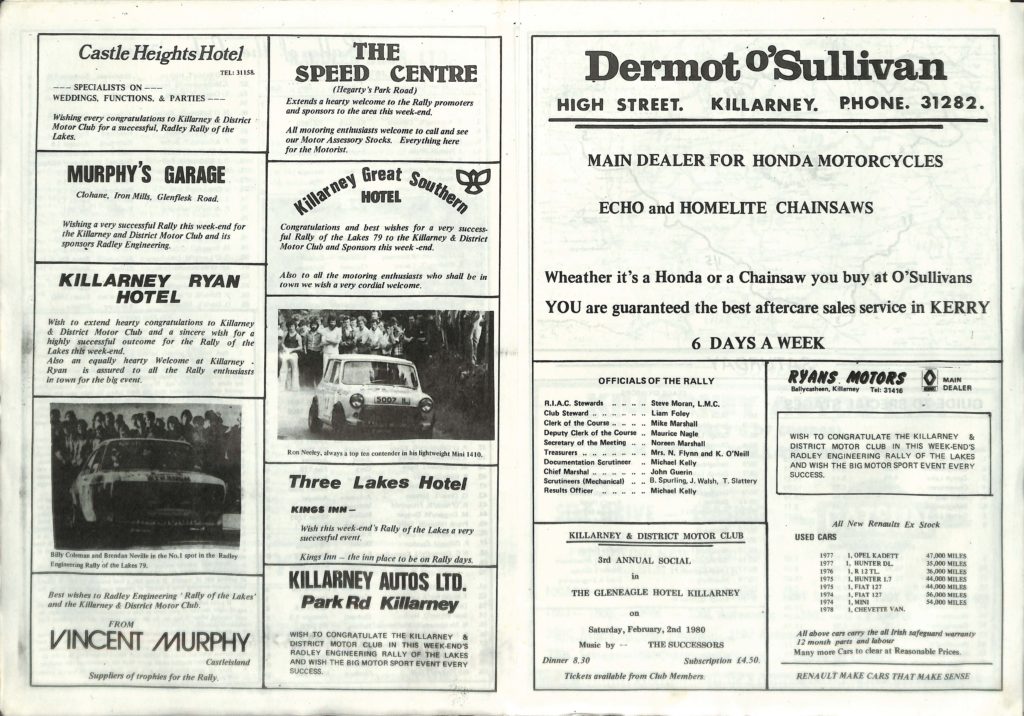 Castle Heights Hotel
TEL: 31158.
--- SPECIALISTS ON ---
WEDDINGS, FUNCTIONS, & PARTIES ---
Wishing every congratulations to Killarney & District
Motor Club for a successful, Radley Rally of the
Lakes.
MURPHY'S GARAGE
Clohane, Iron Mills, Glenflesk Road.
Wishing a very successful Rally this week-end for
the Killarney and District Motor Club and its
sponsors Radley Engineering.
KILLARNEY RYAN
HOTEL
Wish to extend hearty congratulations to Killarney
& District Motor Club and a sincere wish for a
highly successful outcome for the Rally of the
Lakes this week-end.
Also an equally hearty Welcome at Killarney
Ryan is assured to all the Rally enthusiasts
in town for the big event.
Billy Coleman and Brendan Neville in the No.1 spot in the Radley
Engineering Rally of the Lakes 79.
Best wishes to Radley Engineering 'Rally of the Lakes'
and the Killarney & District Motor Club.
FROM
VINCENT MURPHY
Castleisland
Suppliers of trophies for the Rally.
THE
SPEED CENTRE
(Hegarty's Park Road)
Extends a hearty welcome to the Rally promoters
and sponsors to the area this week-end.
All motoring enthusiasts welcome to call and see
our Motor Assessory Stocks. Everything here
for the Motorist.
Killarney Great Southern
HOTEL
Congratulations and best wishes for a very success-
ful Rally of the Lakes 79 to the Killarney & District
Motor Club and Sponsors this week -end.
Also to all the motoring enthusiasts who shall be in
town we wish a very cordial welcome.
Ron Neeley, always a top ten contender in his lightweight Mini 1410.
Three Lakes Hotel
KINGS INN –
Wish this week-end's Rally of the Lakes a very
successful event.
Kings Inn – the inn place to be on Rally days.
KILLARNEY AUTOS LTD.
Park Rd Killarney
WISH TO CONGRATULATE THE KILLARNEY &
DISTRICT MOTOR CLUB IN THIS WEEK-END'S
RADLEY ENGINEERING RALLY OF THE LAKES
AND WISH THE BIG MOTOR SPORT EVENT EVERY
SUCCESS.
Dermot O'Sullivan
HIGH STREET. KILLARNEY. PHONE. 31282.
MAIN DEALER FOR HONDA MOTORCYCLES
ECHO and HOMELITE CHAINSAWS
Wheather it's a Honda or a Chainsaw you buy at O'Sullivans
YOU are guaranteed the best aftercare sales service in KERRY
6 DAYS A WEEK
OFFICIALS OF THE RALLY
R.I.A.C. Stewards . . . . . Steve Moran, L.M.C.
Club Steward . . . . . . . Liam Foley
Clerk of the Course . . . . Mike Marshall
Deputy Clerk of the Course . . Maurice Nagle
Secretary of the Meeting . . . Noreen Marshall
Treasurers . . . . . . . Mrs. N. Flynn and K. O'Neill
Documentation Scrutineer . . Michael Kelly
Chief Marshal . . . . . . John Guerin
Scrutineers (Mechanical) . . . B. Spurling, J. Walsh, T. Slattery
Results Officer . . . . . . Michael Kelly
KILLARNEY & DISTRICT MOTOR CLUB
3rd ANNUAL SOCIAL
in
THE GLENEAGLE HOTEL KILLARNEY
on
Saturday, February, 2nd 1980
Music by –– THE SUCCESSORS
Dinner 8.30 Subscription £4.50.
Tickets available from Club Members
RYANS MOTORS
Ballycasheen, Killarney Tel: 31416
MAIN
DEALER
WISH TO CONGRATULATE THE KILLARNEY &
DISTRICT MOTOR CLUB IN THIS WEEK-END'S
RADLEY ENGINEERING RALLY OF THE LAKES
AND WISH THE BIG MOTOR SPORT EVENT EVERY
SUCCESS.
All New Renaults Ex Stock
USED CARS
1977 1, OPEL KADETT 47,000 MILES
1977 1, HUNTER DL. 35,000 MILES
1976 1, R 12 TL. 36,000 MILES
1975 1, HUNTER 1.7 44,000 MILES
1975 1, FIAT 127 44,000 MILES
1974 1, FIAT 127 56,000 MILES
1974 1, MINI 54,000 MILES
1978 1, CHEVETTE VAN.
All above cars carry the all Irish safeguard warranty
12 month parts and labour
Many more Cars to clear at Reasonable Prices.
RENAULT MAKE CARS THAT MAKE SENSE